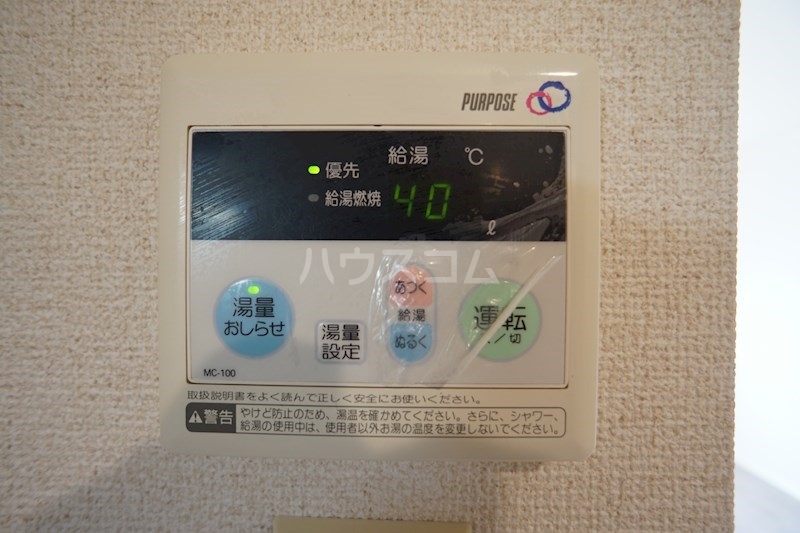 PURPOSE
給湯 ℃
優先
給湯燃焼 40
ℓ
ハウスコム
湯量
おしらせ
湯量
設定
あつく
給湯
ぬるく
運転
入/切
MC-100
取扱説明書をよく読んで正しく安全にお使いください。
警告 やけど防止のため、湯温を確かめてください。さらに、シャワー、
給湯の使用中は、使用者以外お湯の温度を変更しないでください。